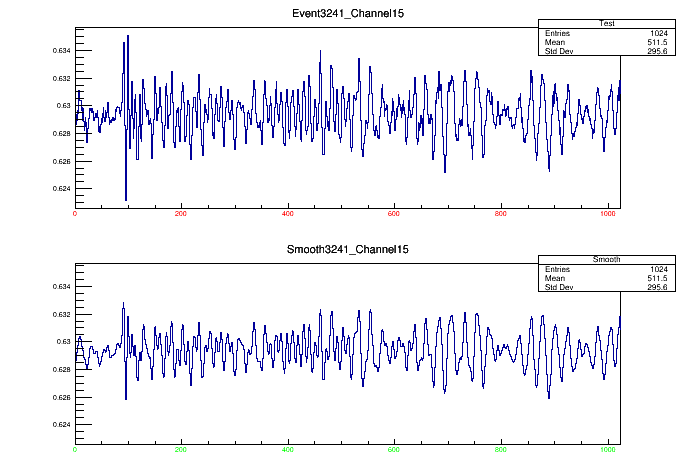 Event3241_Channel15
Test
Entries 1024
Mean 511.5
Std Dev 295.6
0.634
0.632
0.63
0.628
0.626
0.624
0 200 400 600 800 1000
Smooth3241_Channel15
Smooth
Entries 1024
Mean 511.5
Std Dev 295.6
0.634
0.632
0.63
0.628
0.626
0.624
0 200 400 600 800 1000